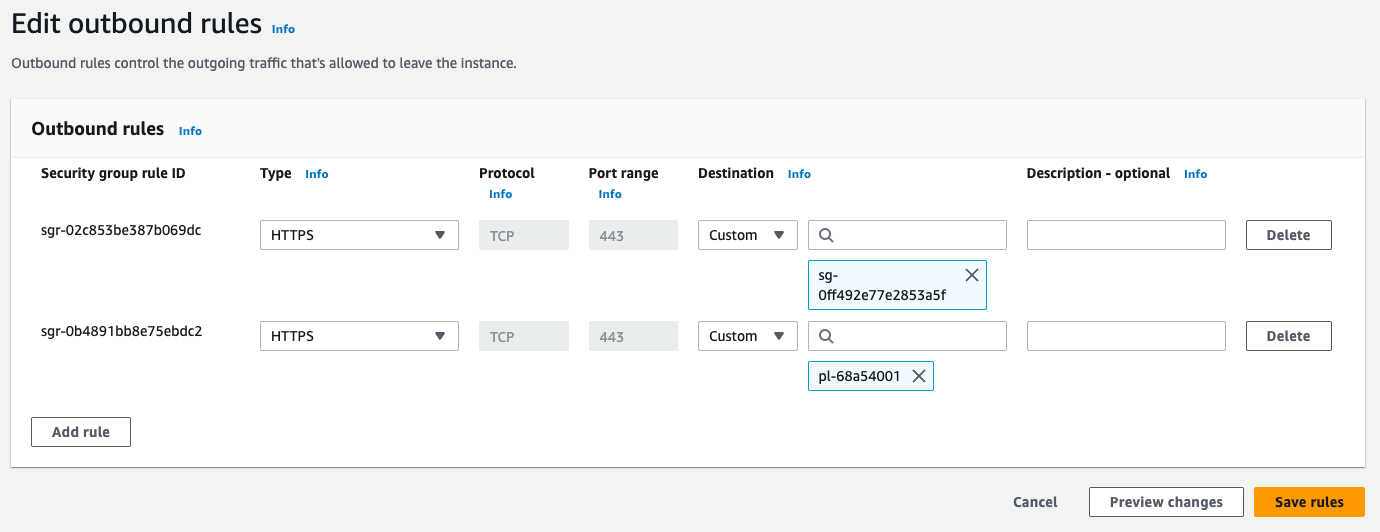 Edit outbound rules Info
Outbound rules control the outgoing traffic that's allowed to leave the instance.
Outbound rules Info
Security group rule ID Type Info Protocol Info Port range Info Destination Info Description - optional Info
sgr-02c853be387b069dc HTTPS TCP 443 Custom Delete
sg-
0ff492e77e2853a5f
sgr-0b4891bb8e75ebdc2 HTTPS TCP 443 Custom Delete
pl-68a54001
Add rule
Cancel Preview changes Save rules